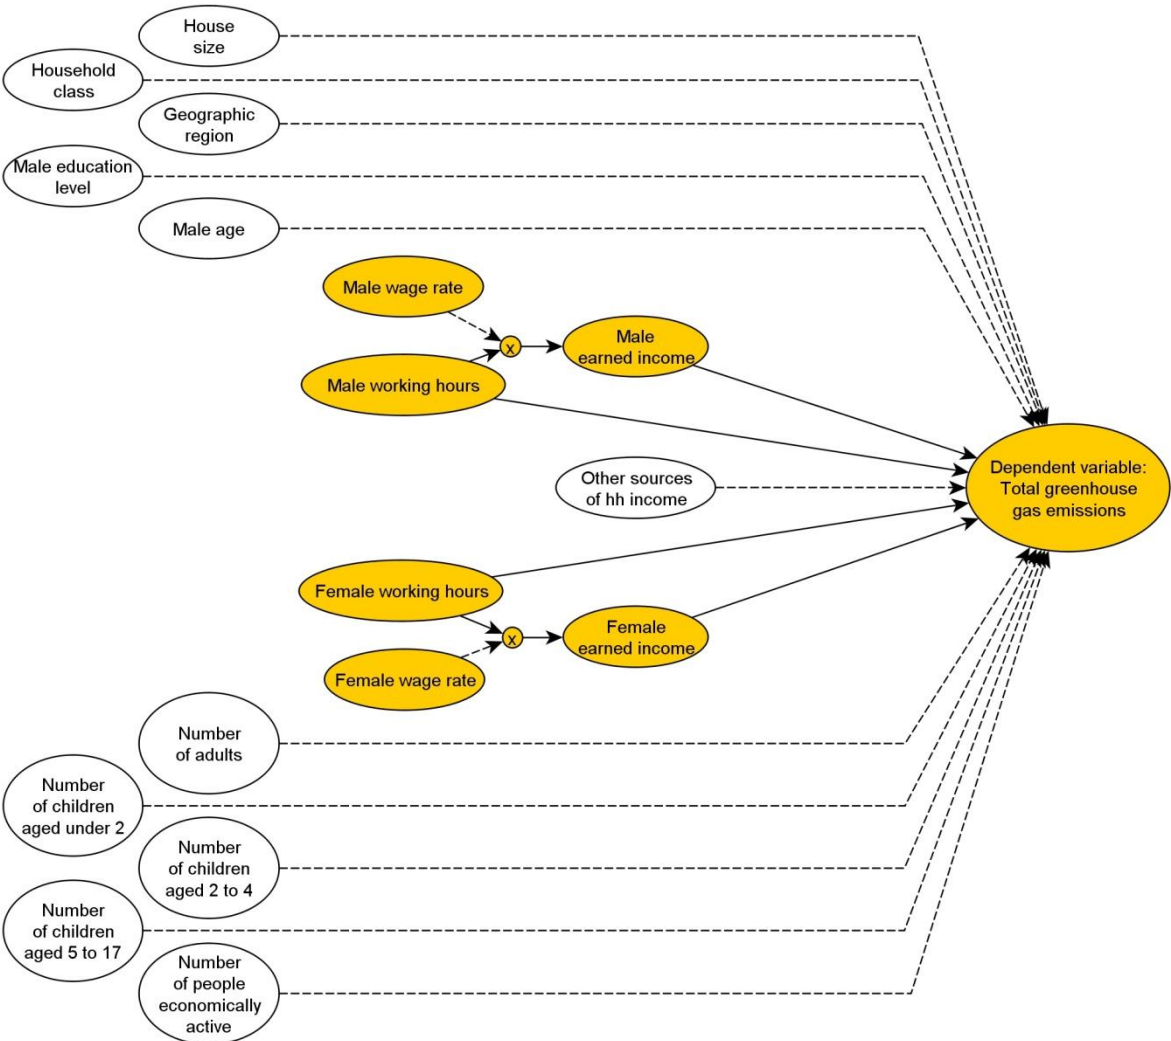 House
size
Household
class
Geographic
region
Male education
level
Male age
Male wage rate
x
Male
earned income
Male working hours
Other sources
of hh income
Dependent variable:
Total greenhouse
gas emissions
Female working hours
x
Female
earned income
Female wage rate
Number
of adults
Number
of children
aged under 2
Number
of children
aged 2 to 4
Number
of children
aged 5 to 17
Number
of people
economically
active